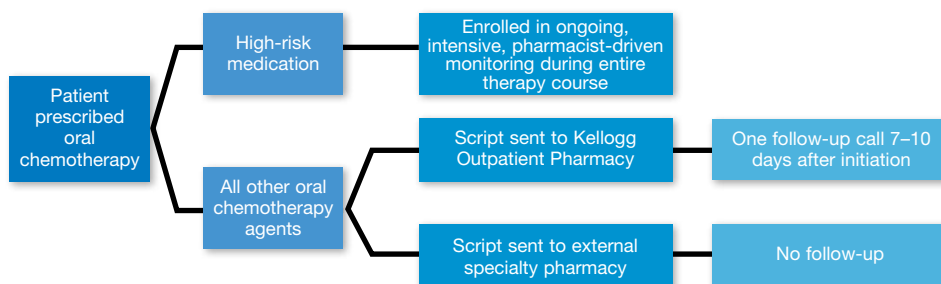 Patient
prescribed
oral
chemotherapy
High-risk
medication
Enrolled in ongoing,
intensive, pharmacist-driven
monitoring during entire
therapy course
All other oral
chemotherapy
agents
Script sent to Kellogg
Outpatient Pharmacy
One follow-up call 7–10
days after initiation
Script sent to external
specialty pharmacy
No follow-up